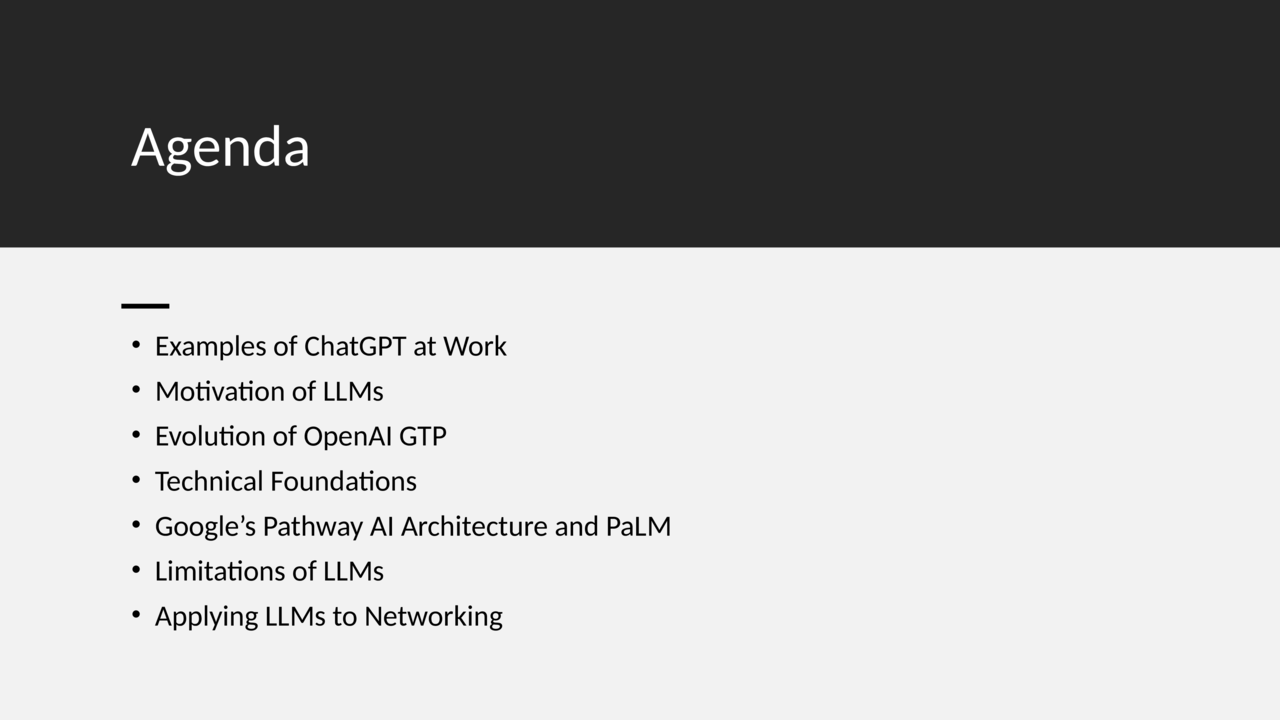 Agenda
• Examples of ChatGPT at Work
• Motivation of LLMs
• Evolution of OpenAI GTP
• Technical Foundations
• Google’s Pathway AI Architecture and PaLM
• Limitations of LLMs
• Applying LLMs to Networking